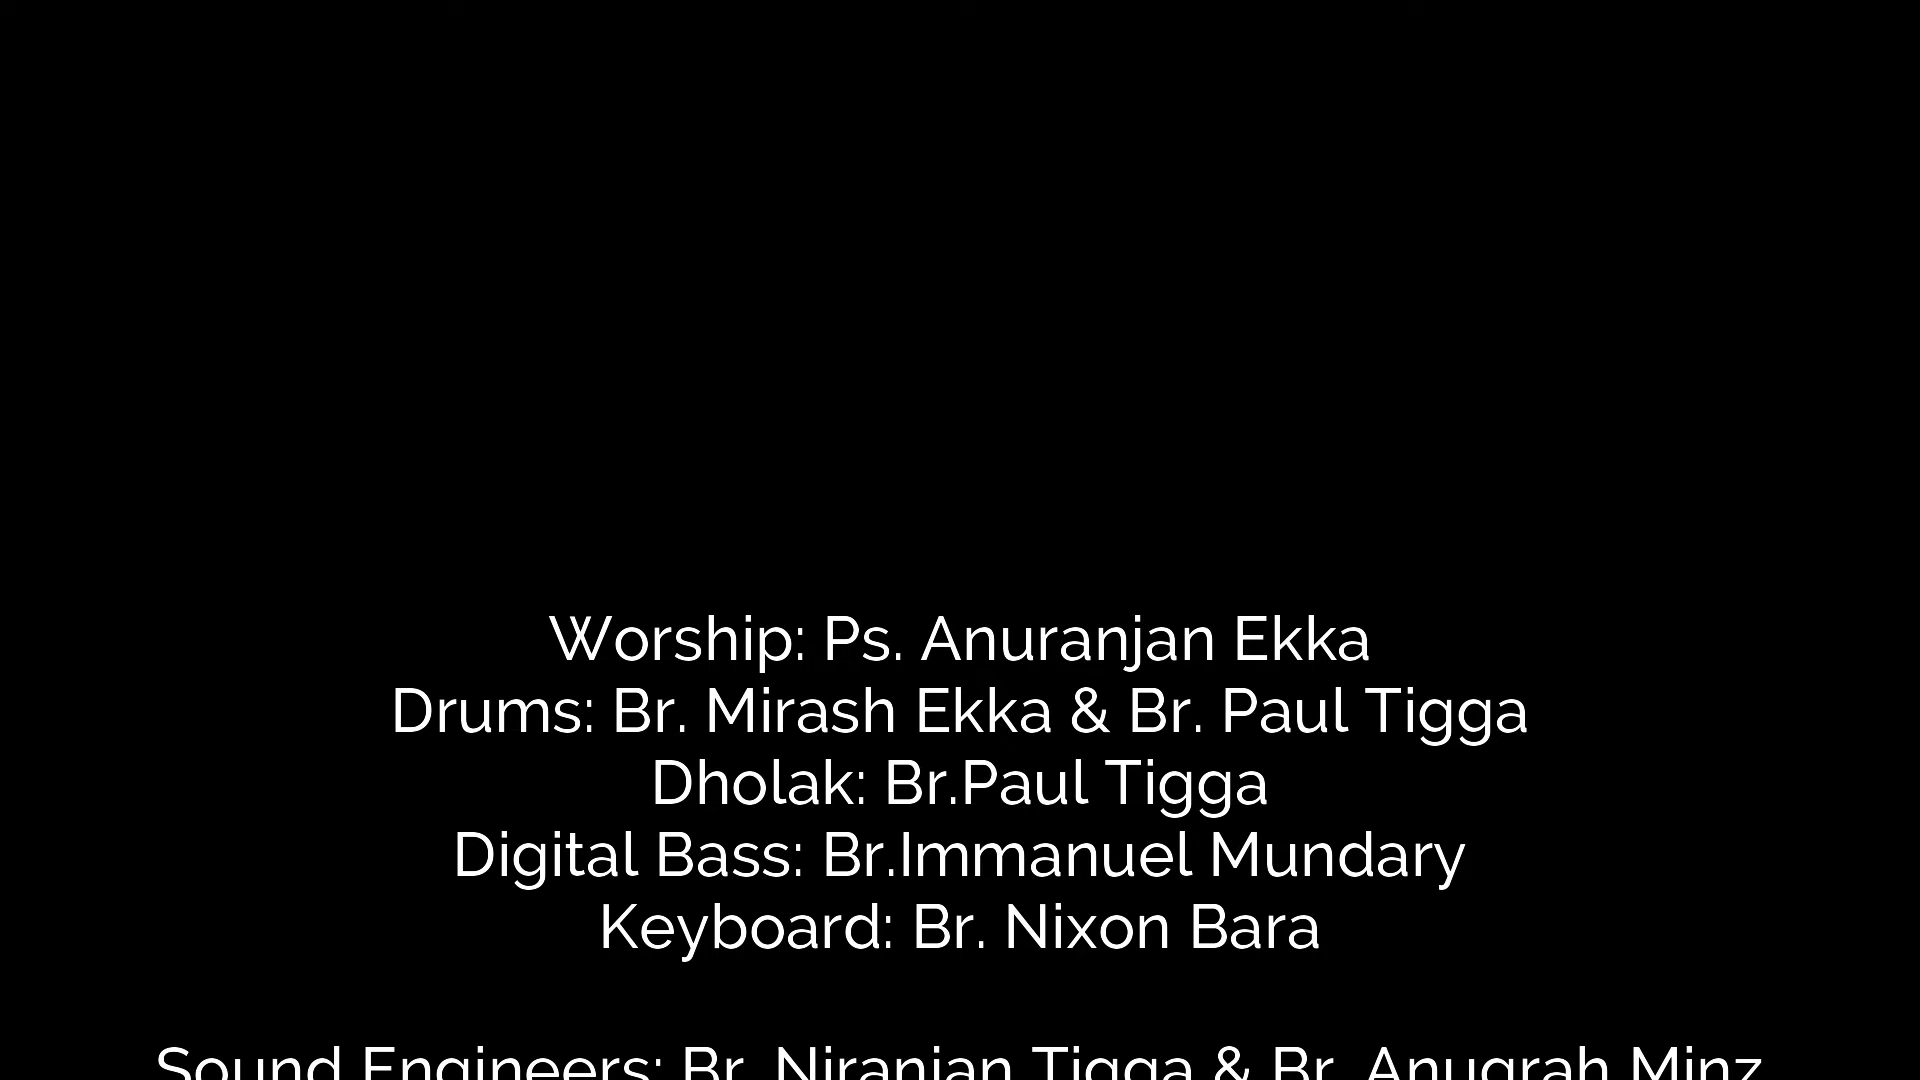 Worship: Ps. Anuranjan Ekka
Drums: Br. Mirash Ekka & Br. Paul Tigga
Dholak: Br.Paul Tigga
Digital Bass: Br.Immanuel Mundary
Keyboard: Br. Nixon Bara
Sound Engineers: Br. Niranjan Tigga & Br. Anugrah Minz